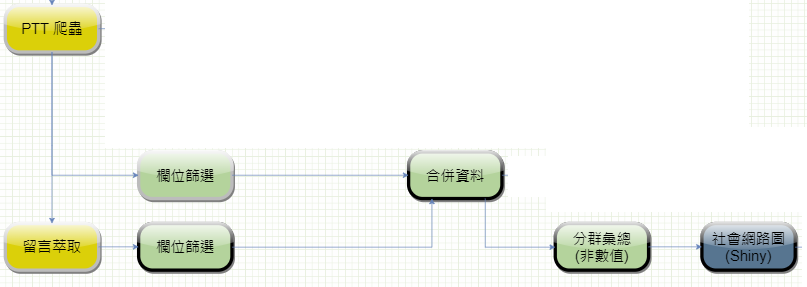 PTT 爬蟲
欄位篩選
合併資料
留言萃取
欄位篩選
分群彙總
(非數值)
社會網路圖
(Shiny)